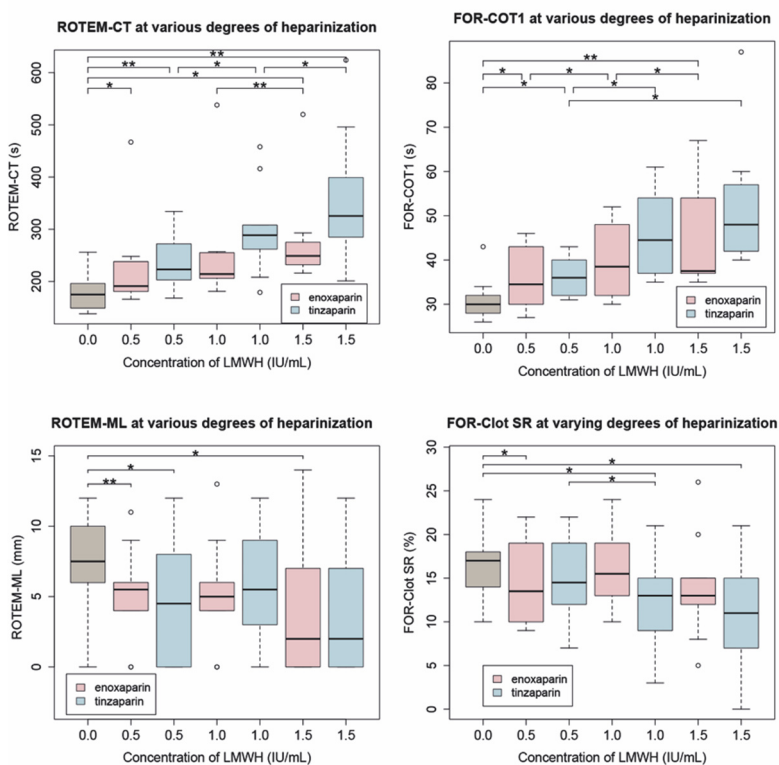 ROTEM-CT at various degrees of heparinization
ROTEM-CT (s)
600
500
400
300
200
**
** * *
*
* **
enoxaparin
tinzaparin
0.0 0.5 0.5 1.0 1.0 1.5 1.5
Concentration of LMWH (IU/mL)
FOR-COT1 at various degrees of heparinization
FOR-COT1 (s)
80
70
60
50
40
30
**
* * *
* *
*
enoxaparin
tinzaparin
0.0 0.5 0.5 1.0 1.0 1.5 1.5
Concentration of LMWH (IU/mL)
ROTEM-ML at various degrees of heparinization
ROTEM-ML (mm)
15
10
5
0
*
*
**
enoxaparin
tinzaparin
0.0 0.5 0.5 1.0 1.0 1.5 1.5
Concentration of LMWH (IU/mL)
FOR-Clot SR at varying degrees of heparinization
FOR-Clot SR (%)
30
25
20
15
10
5
0
*
*
*
*
enoxaparin
tinzaparin
0.0 0.5 0.5 1.0 1.0 1.5 1.5
Concentration of LMWH (IU/mL)